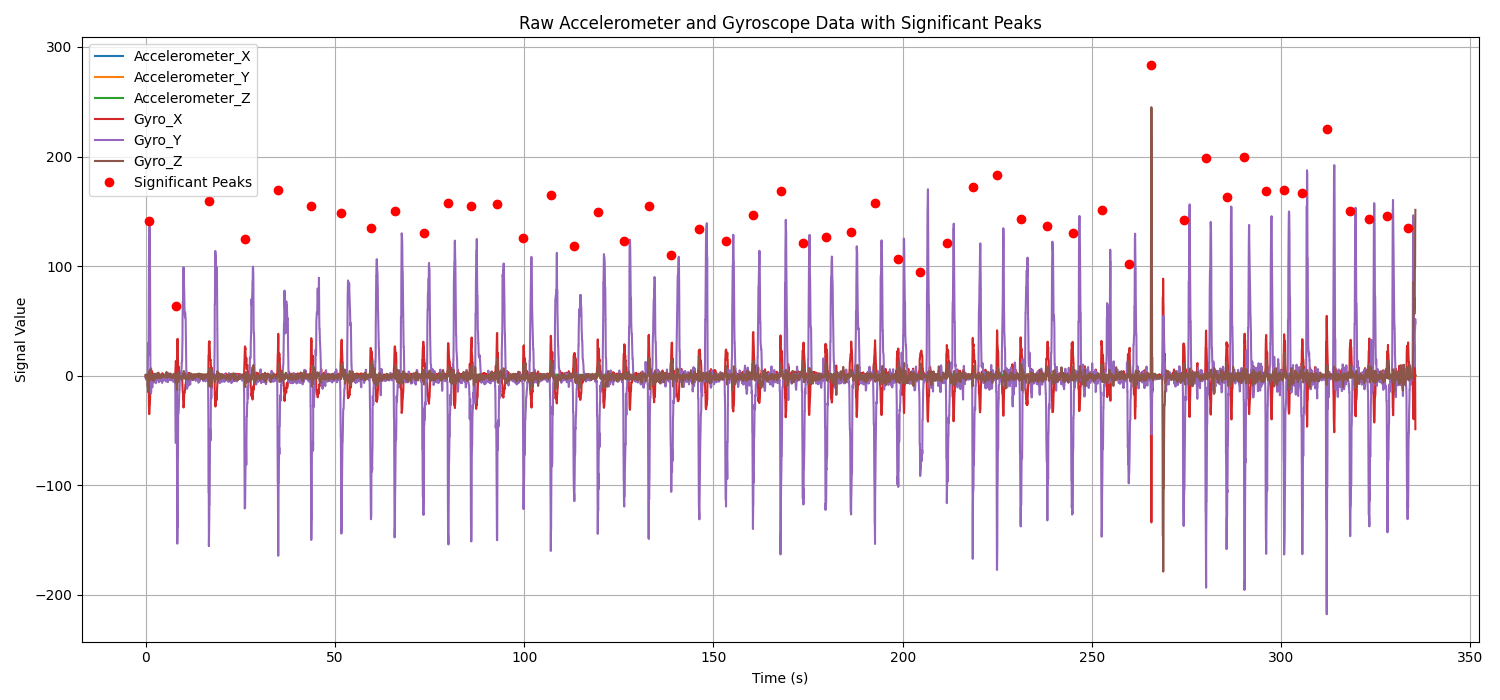 Raw Accelerometer and Gyroscope Data with Significant Peaks
Accelerometer_X
Accelerometer_Y
Accelerometer_Z
Gyro_X
Gyro_Y
Gyro_Z
Significant Peaks
Signal Value
300
200
100
0
−100
−200
0 50 100 150 200 250 300 350
Time (s)